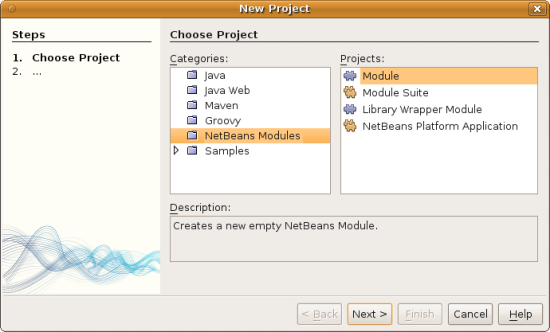 New Project
Steps
1. Choose Project
2. ...
Choose Project
Categories:
Java
Java Web
Maven
Groovy
NetBeans Modules
Samples
Projects:
Module
Module Suite
Library Wrapper Module
NetBeans Platform Application
Description:
Creates a new empty NetBeans Module.
< Back
Next >
Finish
Cancel
Help